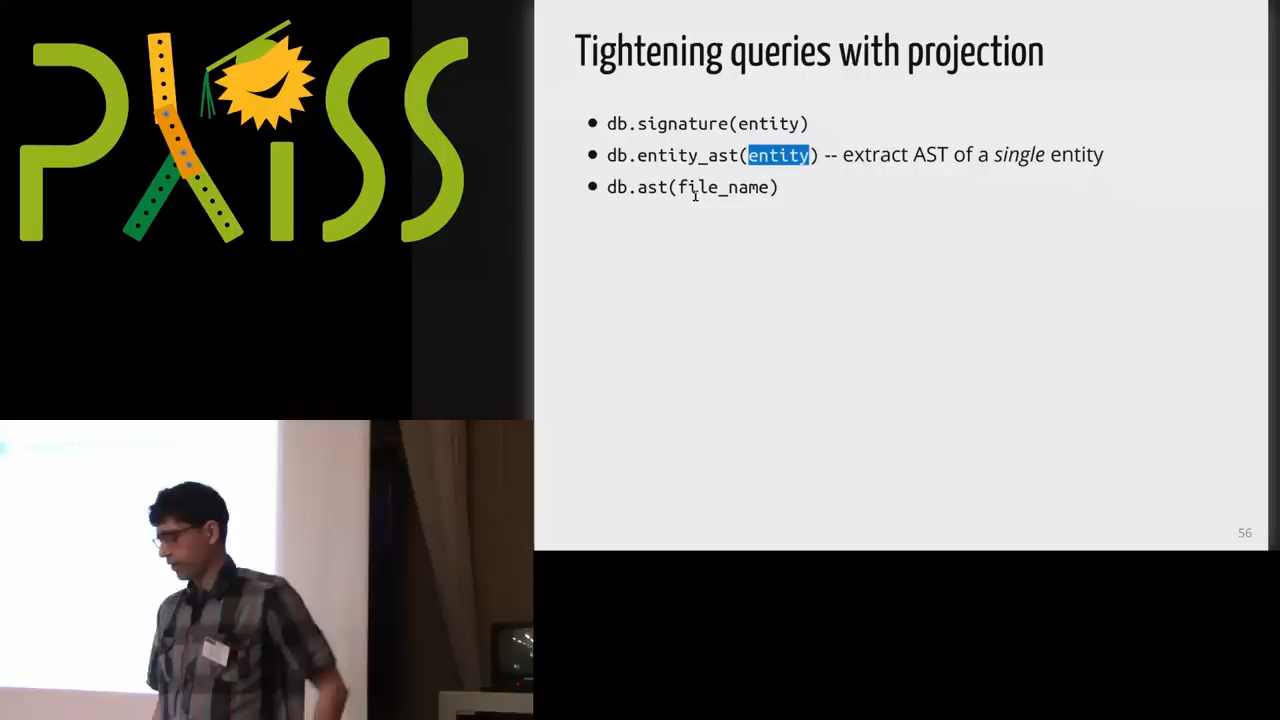 PLISS
Tightening queries with projection
● db.signature(entity)
● db.entity_ast(entity) -- extract AST of a single entity
● db.ast(file_name)
56